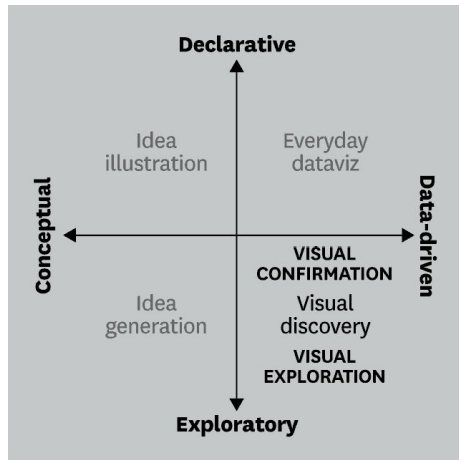 Declarative
Idea
illustration
Everyday
dataviz
Conceptual
Data-driven
VISUAL
CONFIRMATION
Idea
generation
Visual
discovery
VISUAL
EXPLORATION
Exploratory